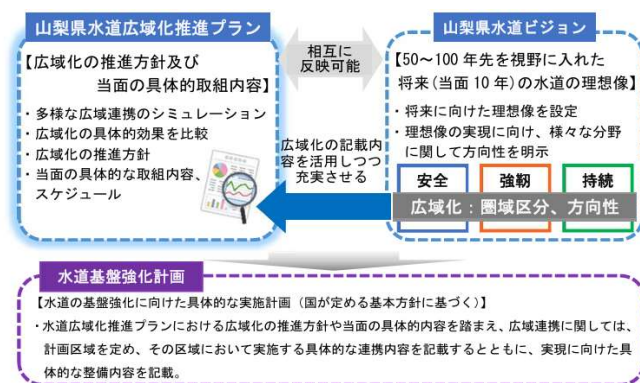 山梨県水道広域化推進プラン
【広域化の推進方針及び
当面の具体的取組内容】
・多様な広域連携のシミュレーション
・広域化の具体的効果を比較
・広域化の推進方針
・当面の具体的な取組内容、
スケジュール
相互に
反映可能
広域化の記載内
容を活用しつつ
充実させる
山梨県水道ビジョン
【50～100年先を視野に入れた
将来(当面10年)の水道の理想像】
・将来に向けた理想像を設定
・理想像の実現に向け、様々な分野
に関して方向性を明示
安全
強靭
持続
広域化：圏域区分、方向性
水道基盤強化計画
【水道の基盤強化に向けた具体的な実施計画（国が定める基本方針に基づく）】
・水道広域化推進プランにおける広域化の推進方針や当面の具体的内容を踏まえ、広域連携に関しては、
計画区域を定め、その区域において実施する具体的な連携内容を記載するとともに、実現に向けた具
体的な整備内容を記載。